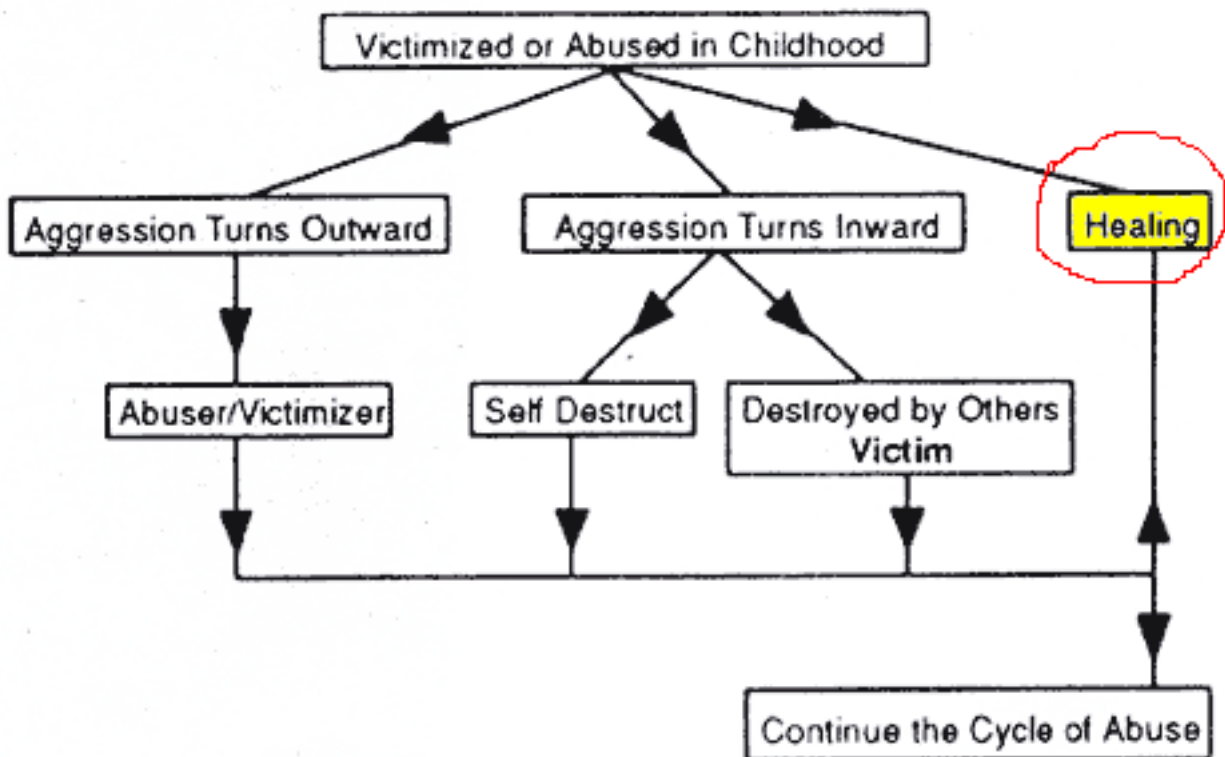 Victimized or Abused in Childhood
Aggression Turns Outward
Aggression Turns Inward
Healing
Abuser/Victimizer
Self Destruct
Destroyed by Others
Victim
Continue the Cycle of Abuse